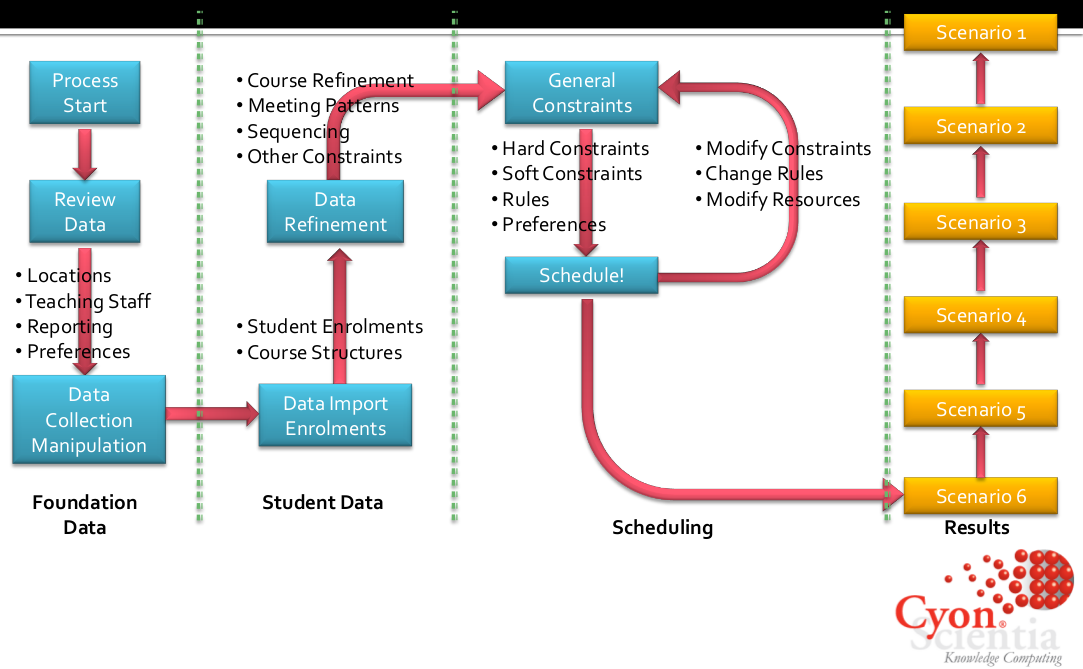 Process
Start
Review
Data
• Locations
• Teaching Staff
• Reporting
• Preferences
Data
Collection
Manipulation
Foundation
Data
• Course Refinement
• Meeting Patterns
• Sequencing
• Other Constraints
Data
Refinement
• Student Enrolments
• Course Structures
Data Import
Enrolments
Student Data
General
Constraints
• Hard Constraints
• Soft Constraints
• Rules
• Preferences
• Modify Constraints
• Change Rules
• Modify Resources
Schedule!
Scheduling
Scenario 1
Scenario 2
Scenario 3
Scenario 4
Scenario 5
Scenario 6
Results
Cyon®
Scientia
Knowledge Computing